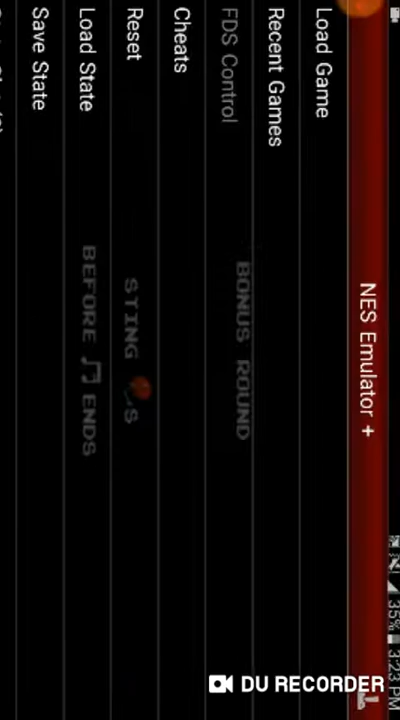 35% 3:23 PM
NES Emulator +
Load Game
Recent Games
FDS Control
Cheats
Reset
Load State
Save State
BONUS ROUND
STING 'S
BEFORE 🎵 ENDS
DU RECORDER